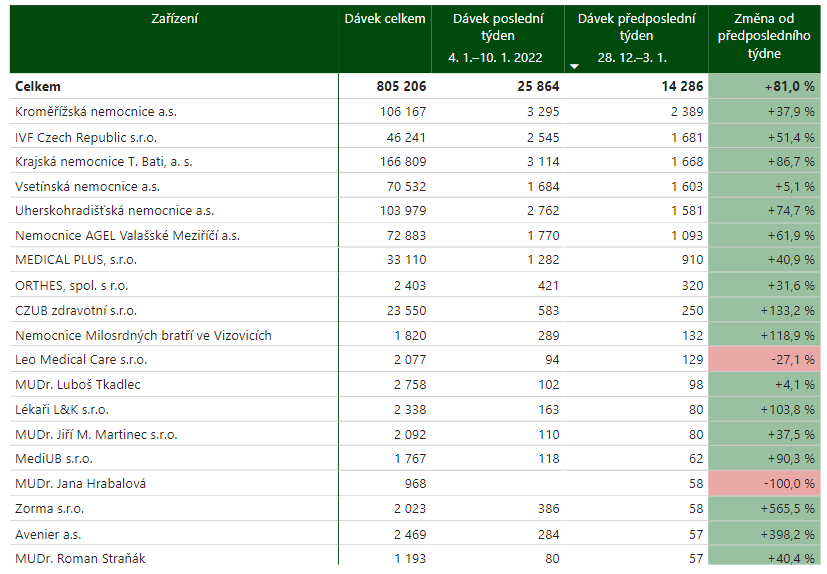 Zařízení Dávek celkem Dávek poslední týden 4. 1.–10. 1. 2022 Dávek předposlední týden 28. 12.–3. 1. Změna od předposledního týdne
Celkem 805 206 25 864 14 286 +81,0 %
Kroměřížská nemocnice a.s. 106 167 3 295 2 389 +37,9 %
IVF Czech Republic s.r.o. 46 241 2 545 1 681 +51,4 %
Krajská nemocnice T. Bati, a. s. 166 809 3 114 1 668 +86,7 %
Vsetínská nemocnice a.s. 70 532 1 684 1 603 +5,1 %
Uherskohradišťská nemocnice a.s. 103 979 2 762 1 581 +74,7 %
Nemocnice AGEL Valašské Meziříčí a.s. 72 883 1 770 1 093 +61,9 %
MEDICAL PLUS, s.r.o. 33 110 1 282 910 +40,9 %
ORTHES, spol. s r.o. 2 403 421 320 +31,6 %
CZUB zdravotní s.r.o. 23 550 583 250 +133,2 %
Nemocnice Milosrdných bratří ve Vizovicích 1 820 289 132 +118,9 %
Leo Medical Care s.r.o. 2 077 94 129 -27,1 %
MUDr. Luboš Tkadlec 2 758 102 98 +4,1 %
Lékaři L&K s.r.o. 2 338 163 80 +103,8 %
MUDr. Jiří M. Martinec s.r.o. 2 092 110 80 +37,5 %
MediUB s.r.o. 1 767 118 62 +90,3 %
MUDr. Jana Hrabalová 968 58 -100,0 %
Zorma s.r.o. 2 023 386 58 +565,5 %
Avenier a.s. 2 469 284 57 +398,2 %
MUDr. Roman Straňák 1 193 80 57 +40,4 %